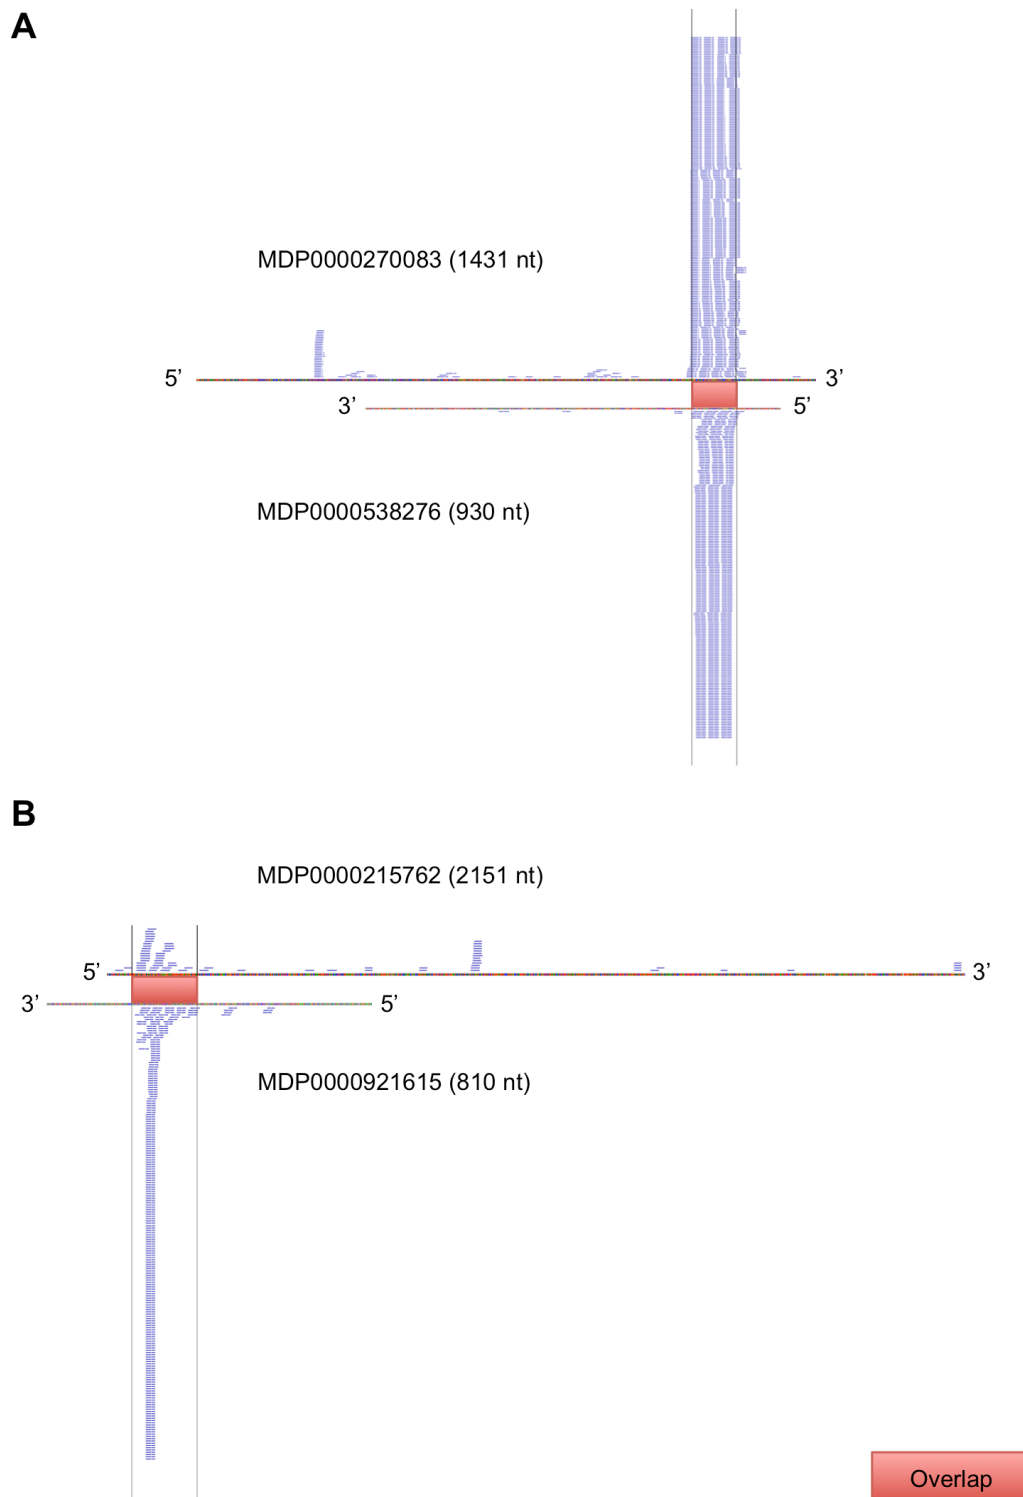 A
MDP0000270083 (1431 nt)
5’ 3’
3’ 5’
MDP0000538276 (930 nt)
B
MDP0000215762 (2151 nt)
5’ 3’
3’ 5’
MDP0000921615 (810 nt)
Overlap